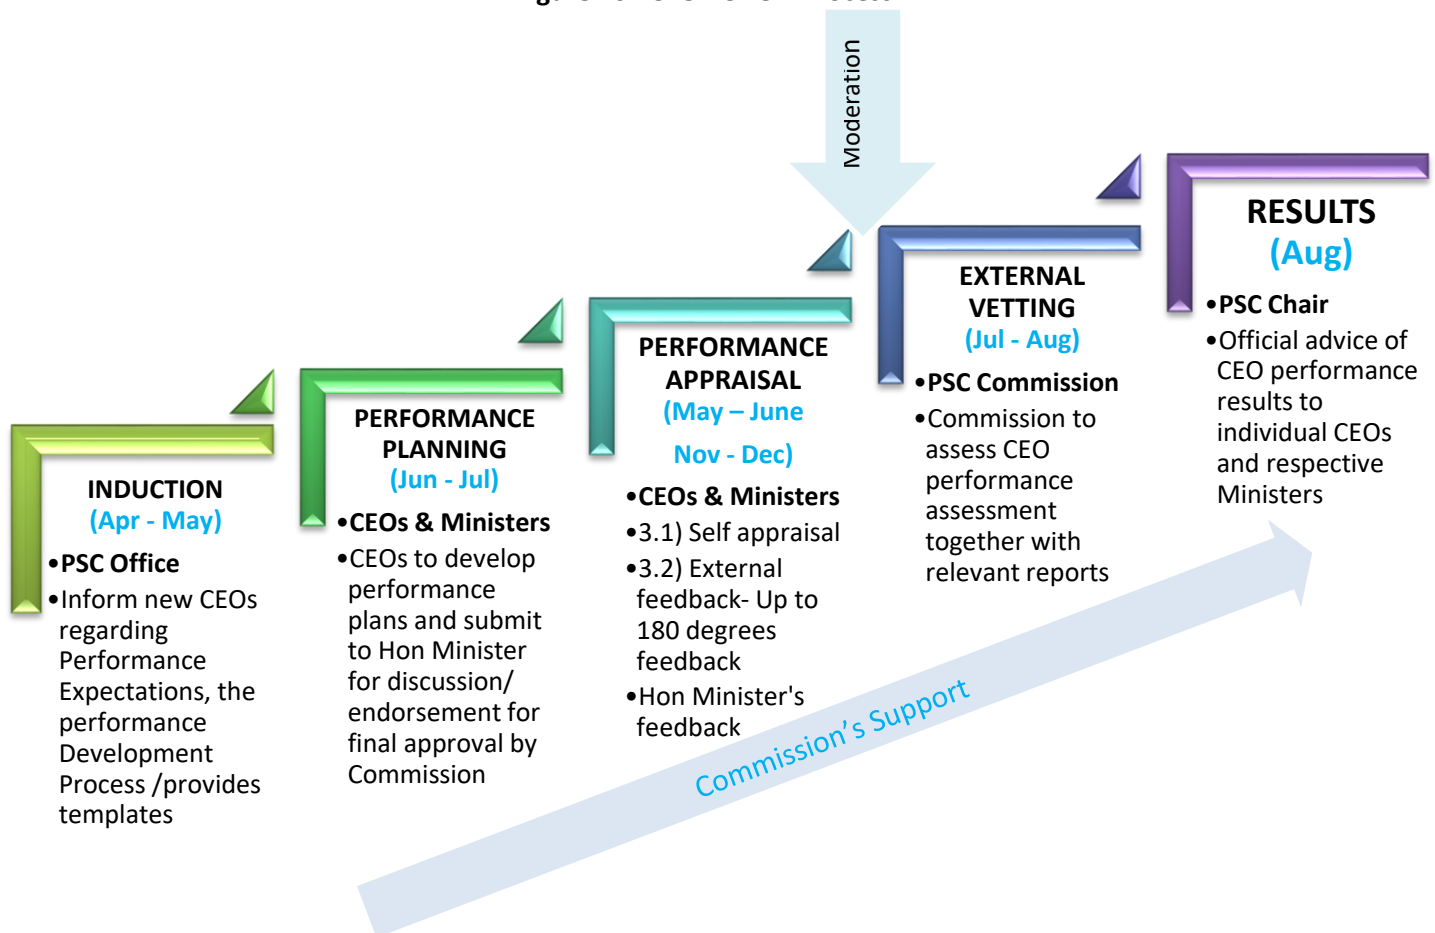 Moderation
INDUCTION
(Apr - May)
•PSC Office
•Inform new CEOs
regarding
Performance
Expectations, the
performance
Development
Process /provides
templates
PERFORMANCE
PLANNING
(Jun - Jul)
•CEOs & Ministers
•CEOs to develop
performance
plans and submit
to Hon Minister
for discussion/
endorsement for
final approval by
Commission
PERFORMANCE
APPRAISAL
(May – June
Nov - Dec)
•CEOs & Ministers
•3.1) Self appraisal
•3.2) External
feedback- Up to
180 degrees
feedback
•Hon Minister's
feedback
EXTERNAL
VETTING
(Jul - Aug)
•PSC Commission
•Commission to
assess CEO
performance
assessment
together with
relevant reports
RESULTS
(Aug)
•PSC Chair
•Official advice of
CEO performance
results to
individual CEOs
and respective
Ministers
Commission’s Support